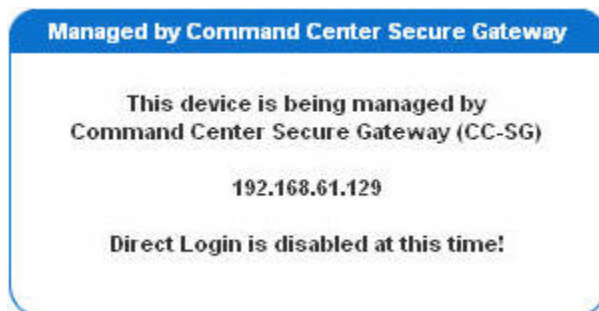 Managed by Command Center Secure Gateway
This device is being managed by
Command Center Secure Gateway (CC-SG)
192.168.61.129
Direct Login is disabled at this time!